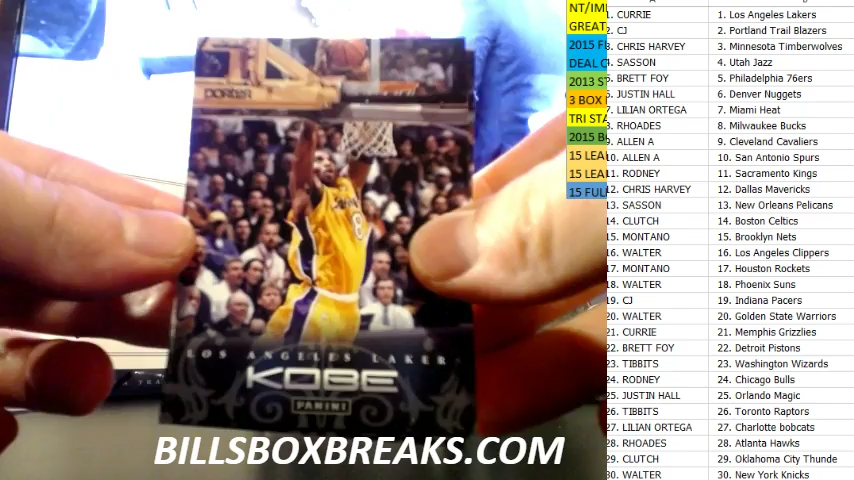 NT/IM
GREAT
2015 F
DEAL C
2013 ST
3 BOX
TRI STA
2015 B
15 LEA
15 LEA
15 FUL
1. CURRIE 1. Los Angeles Lakers
2. CJ 2. Portland Trail Blazers
3. CHRIS HARVEY 3. Minnesota Timberwolves
4. SASSON 4. Utah Jazz
5. BRETT FOY 5. Philadelphia 76ers
6. JUSTIN HALL 6. Denver Nuggets
7. LILIAN ORTEGA 7. Miami Heat
8. RHOADES 8. Milwaukee Bucks
9. ALLEN A 9. Cleveland Cavaliers
10. ALLEN A 10. San Antonio Spurs
11. RODNEY 11. Sacramento Kings
12. CHRIS HARVEY 12. Dallas Mavericks
13. SASSON 13. New Orleans Pelicans
14. CLUTCH 14. Boston Celtics
15. MONTANO 15. Brooklyn Nets
16. WALTER 16. Los Angeles Clippers
17. MONTANO 17. Houston Rockets
18. WALTER 18. Phoenix Suns
19. CJ 19. Indiana Pacers
20. WALTER 20. Golden State Warriors
21. CURRIE 21. Memphis Grizzlies
22. BRETT FOY 22. Detroit Pistons
23. TIBBITS 23. Washington Wizards
24. RODNEY 24. Chicago Bulls
25. JUSTIN HALL 25. Orlando Magic
26. TIBBITS 26. Toronto Raptors
27. LILIAN ORTEGA 27. Charlotte bobcats
28. RHOADES 28. Atlanta Hawks
29. CLUTCH 29. Oklahoma City Thunde
30. WALTER 30. New York Knicks
8
LOS ANGELES LAKER
KOBE
PANINI
BILLSBOXBREAKS.COM